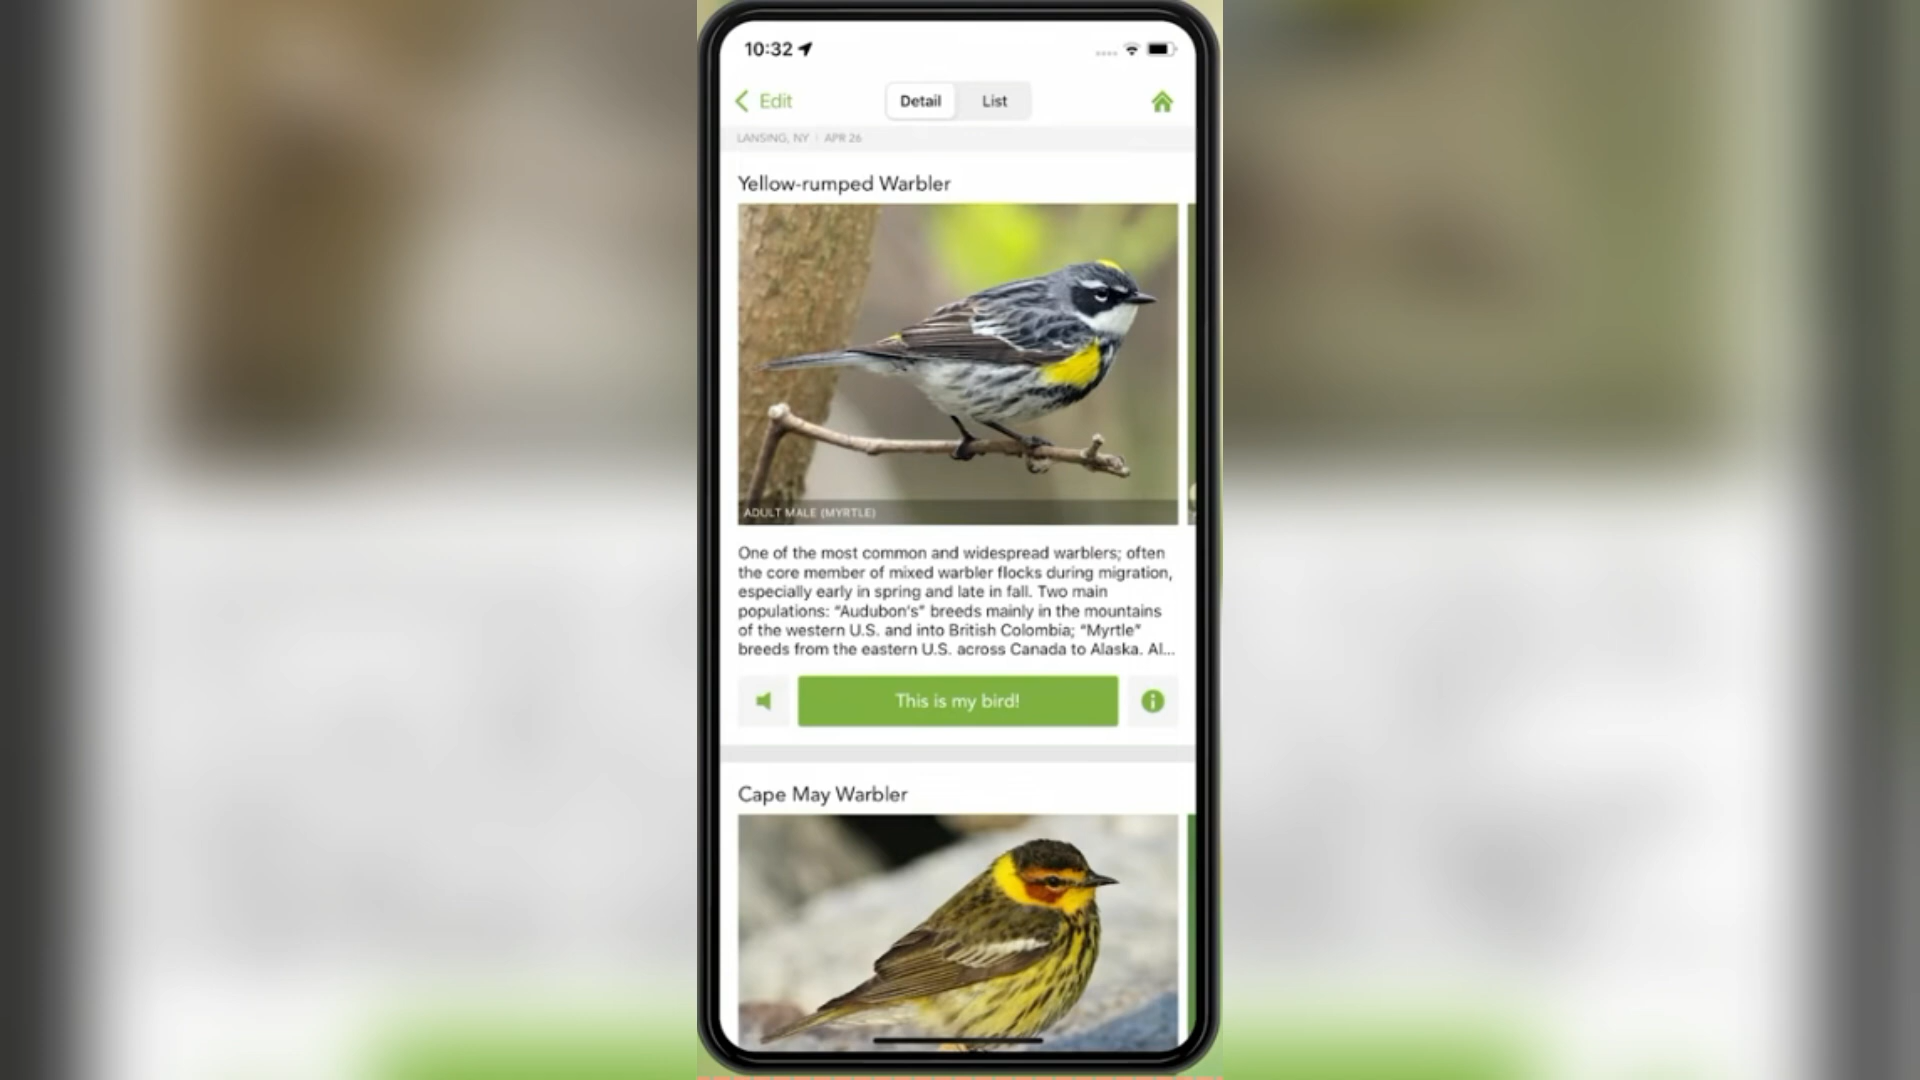 10:32
Edit
Detail
List
LANSING, NY | APR 26
Yellow-rumped Warbler
ADULT MALE (MYRTLE)
One of the most common and widespread warblers; often
the core member of mixed warbler flocks during migration,
especially early in spring and late in fall. Two main
populations: “Audubon's” breeds mainly in the mountains
of the western U.S. and into British Colombia; “Myrtle”
breeds from the eastern U.S. across Canada to Alaska. Al...
This is my bird!
Cape May Warbler